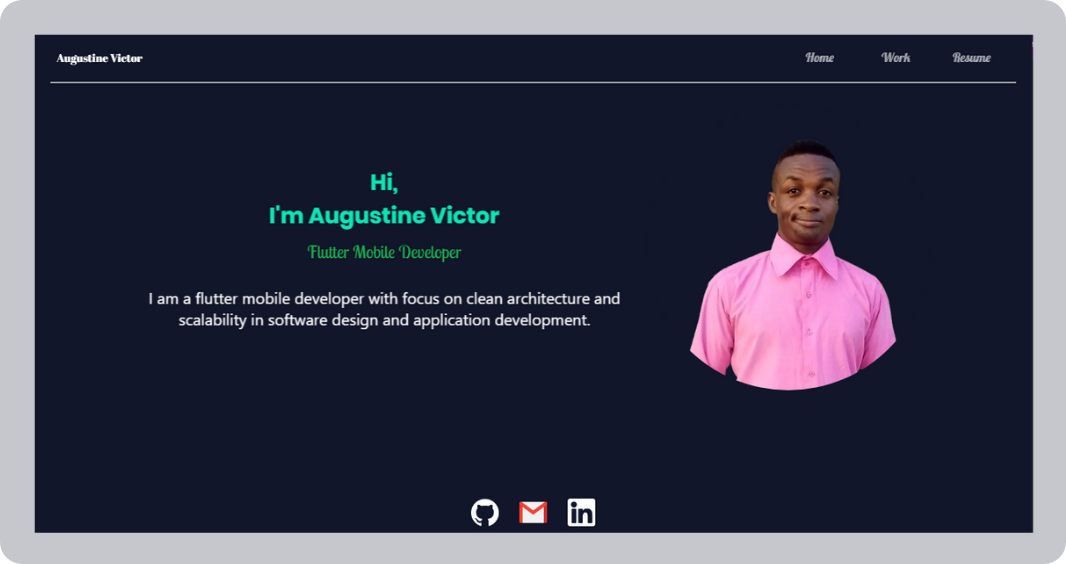 Augustine Victor
Home Work Resume
Hi,
I'm Augustine Victor
Flutter Mobile Developer
I am a flutter mobile developer with focus on clean architecture and
scalability in software design and application development.
in